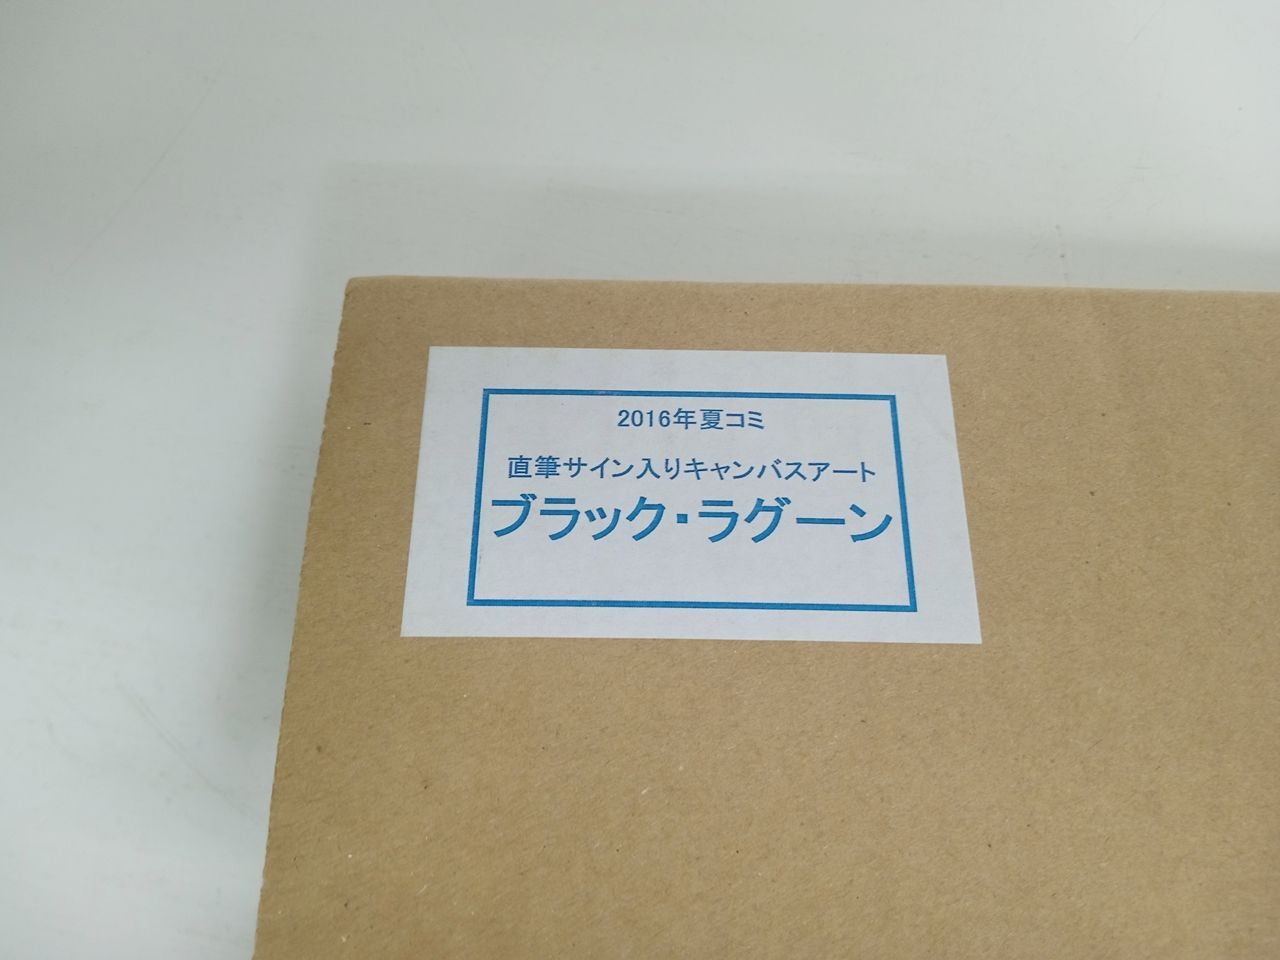 2016年夏コミ
直筆サイン入りキャンバスアート
ブラック・ラグーン